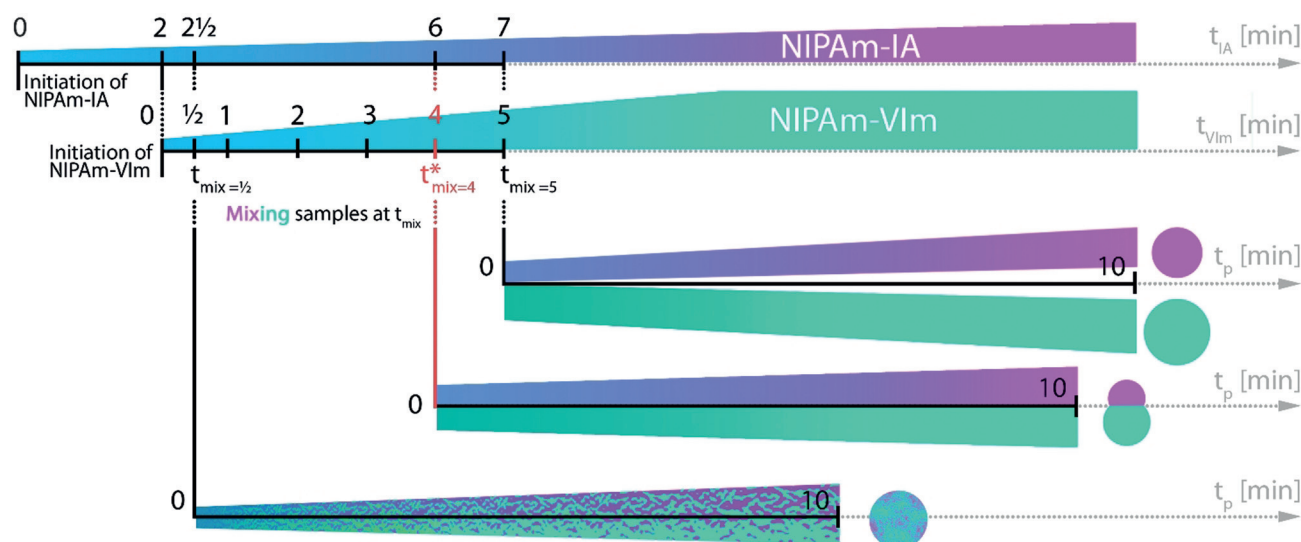 0 2 2½ 6 7
NIPAm-IA
t_IA [min]
Initiation of
NIPAm-IA
0 ½ 1 2 3 4 5
NIPAm-VIm
t_VIm [min]
Initiation of
NIPAm-VIm
t_mix =½ t*_mix=4 t_mix=5
Mixing samples at t_mix
0 10 t_p [min]
0 10 t_p [min]
0 10 t_p [min]